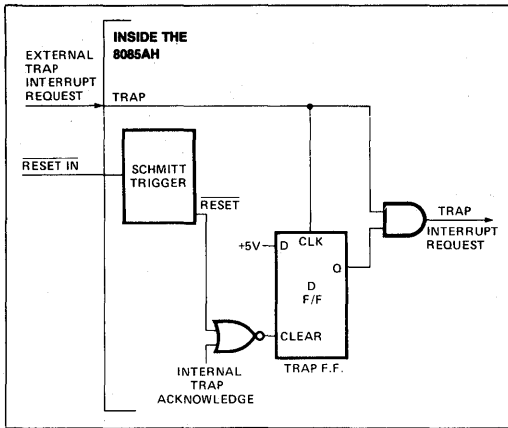 INSIDE THE
8085AH
EXTERNAL
TRAP
INTERRUPT
REQUEST
TRAP
RESET IN
SCHMITT
TRIGGER
RESET
+5V
D
CLK
Q
D
F/F
CLEAR
TRAP F.F.
INTERNAL
TRAP
ACKNOWLEDGE
TRAP
INTERRUPT
REQUEST